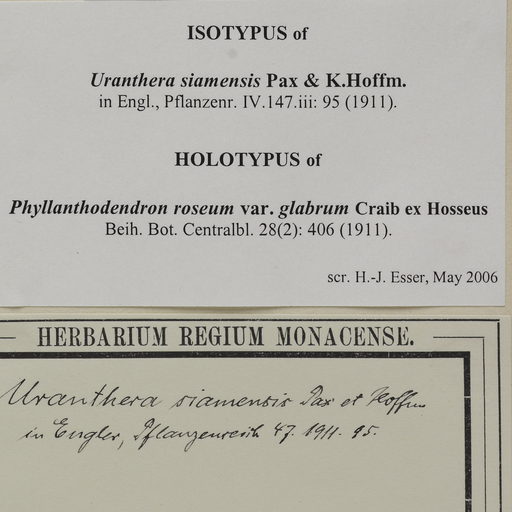 ISOTYPUS of
Uranthera siamensis Pax & K.Hoffm.
in Engl., Pflanzenr. IV.147.iii: 95 (1911).
HOLOTYPUS of
Phyllanthodendron roseum var. glabrum Craib ex Hosseus
Beih. Bot. Centralbl. 28(2): 406 (1911).
scr. H.-J. Esser, May 2006
HERBARIUM REGIUM MONACENSE.
Uranthera siamensis Pax et Hoffm.
in Engler, Pflanzenreich 47. 1911. 95.